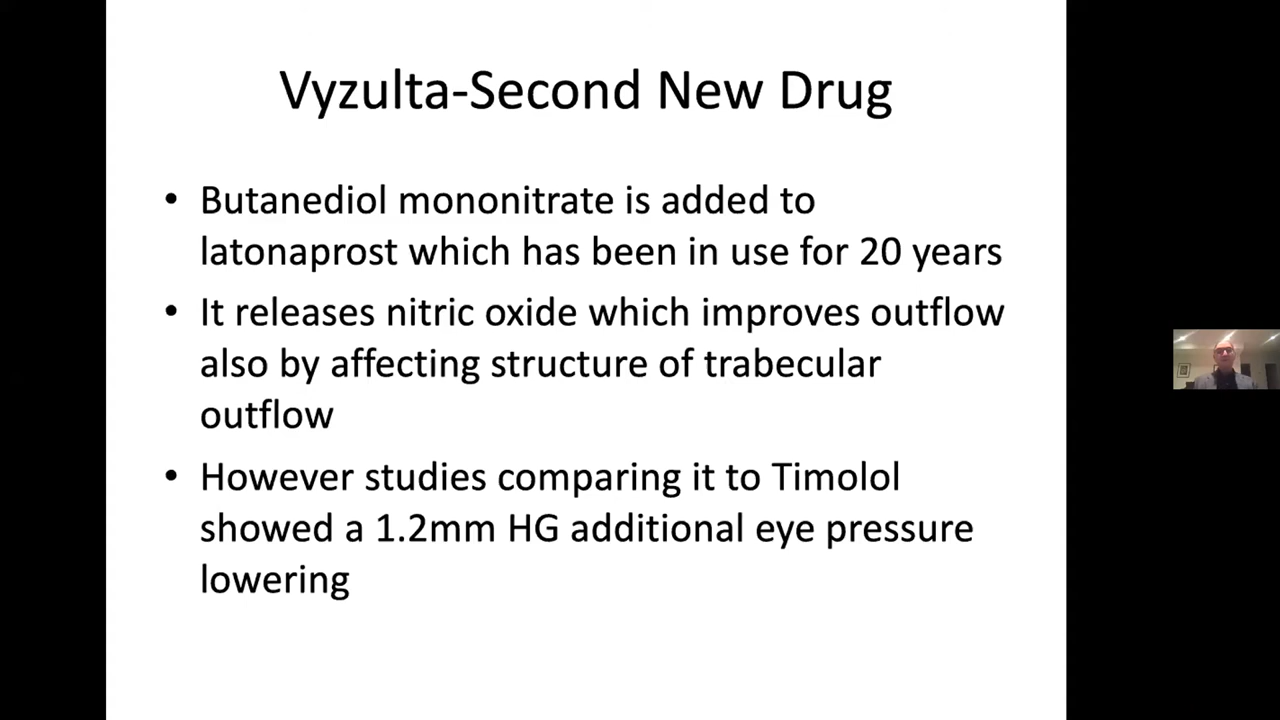 Vyzulta-Second New Drug
• Butanediol mononitrate is added to
latonaprost which has been in use for 20 years
• It releases nitric oxide which improves outflow
also by affecting structure of trabecular
outflow
• However studies comparing it to Timolol
showed a 1.2mm HG additional eye pressure
lowering